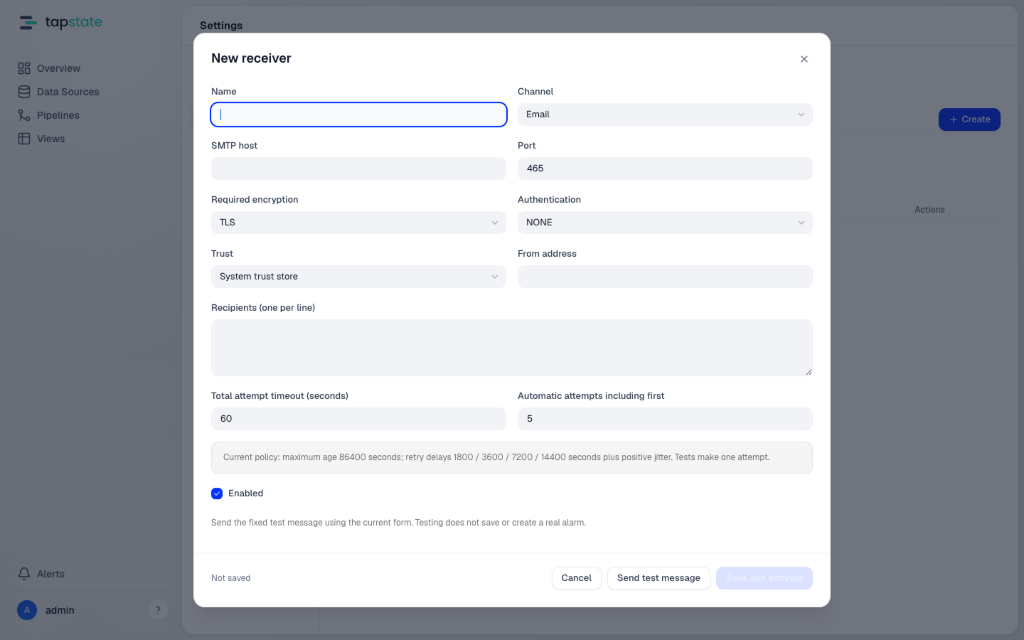 tapstate
Settings
Overview
Data Sources
Pipelines
Views
+ Create
Actions
New receiver
Name
Channel
Email
SMTP host
Port
465
Required encryption
Authentication
TLS
NONE
Trust
From address
System trust store
Recipients (one per line)
Total attempt timeout (seconds)
Automatic attempts including first
60
5
Current policy: maximum age 86400 seconds; retry delays 1800 / 3600 / 7200 / 14400 seconds plus positive jitter. Tests make one attempt.
Enabled
Send the fixed test message using the current form. Testing does not save or create a real alarm.
Not saved
Cancel
Send test message
Save and activate
Alerts
A
admin
?